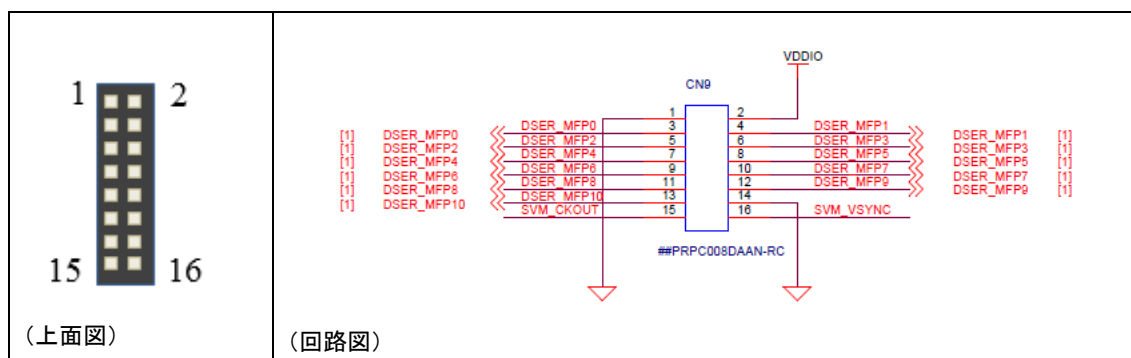 1 2
15 16
(上面図)
VDDIO
CN9
1 2
DSER_MFP0 3 4 DSER_MFP1
[1] DSER_MFP0 DSER_MFP2 5 6 DSER_MFP3 DSER_MFP1 [1]
[1] DSER_MFP2 DSER_MFP4 7 8 DSER_MFP5 DSER_MFP3 [1]
[1] DSER_MFP4 DSER_MFP6 9 10 DSER_MFP7 DSER_MFP5 [1]
[1] DSER_MFP6 DSER_MFP8 11 12 DSER_MFP9 DSER_MFP7 [1]
[1] DSER_MFP8 DSER_MFP10 13 14 DSER_MFP9 [1]
[1] DSER_MFP10 SVM_CKOUT 15 16 SVM_VSYNC
##PRPC008DAAN-RC
(回路図)